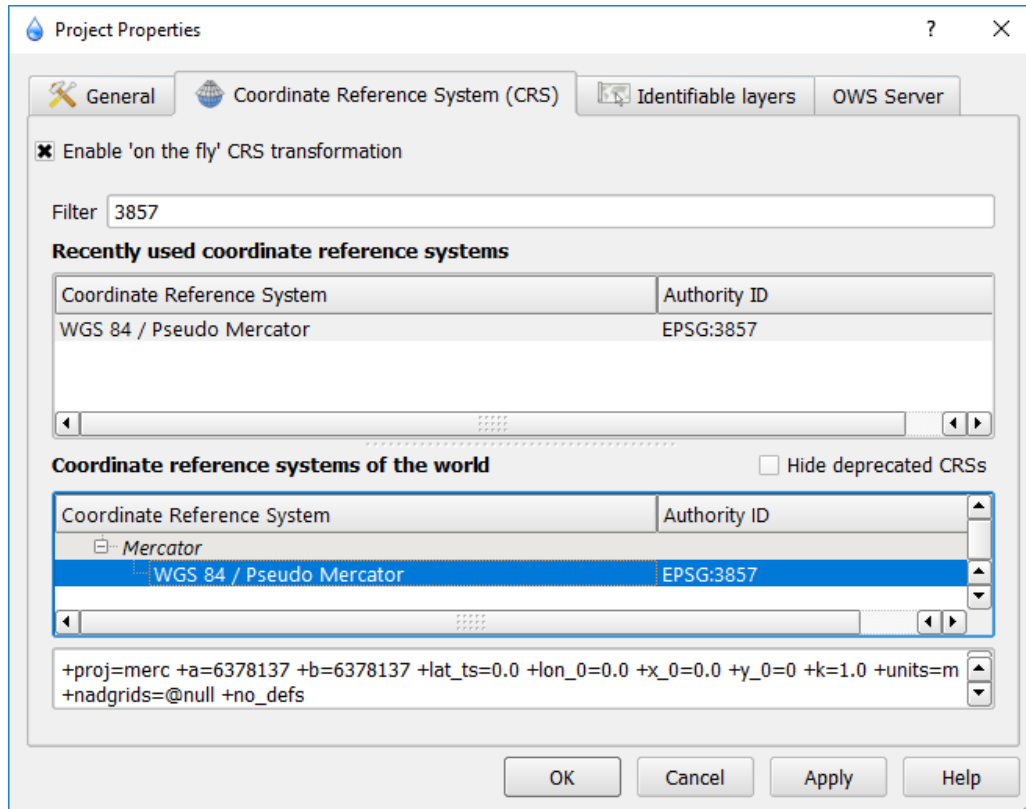 Project Properties ?
General Coordinate Reference System (CRS) Identifiable layers OWS Server
Enable 'on the fly' CRS transformation
Filter 3857
Recently used coordinate reference systems
Coordinate Reference System Authority ID
WGS 84 / Pseudo Mercator EPSG:3857
Coordinate reference systems of the world Hide deprecated CRSs
Coordinate Reference System Authority ID
Mercator
WGS 84 / Pseudo Mercator EPSG:3857
+proj=merc +a=6378137 +b=6378137 +lat_ts=0.0 +lon_0=0.0 +x_0=0.0 +y_0=0 +k=1.0 +units=m
+nadgrids=@null +no_defs
OK Cancel Apply Help